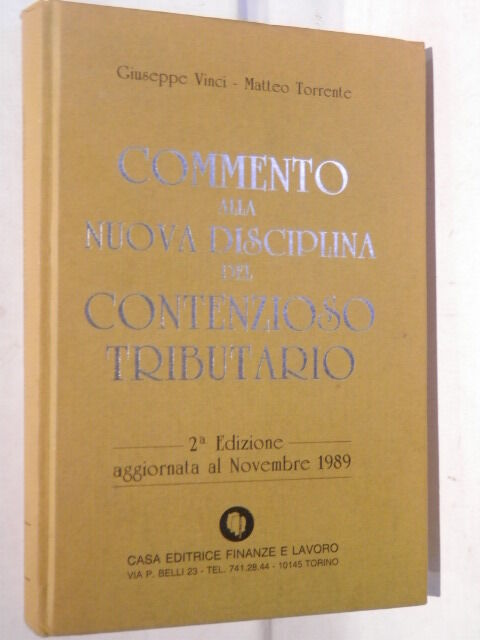 Giuseppe Vinci - Matteo Torrente
COMMENTO
ALLA
NUOVA DISCIPLINA
DEL
CONTENZIOSO
TRIBUTARIO
2ª Edizione
aggiornata al Novembre 1989
CASA EDITRICE FINANZE E LAVORO
VIA P. BELLI 23 - TEL. 741.28.44 - 10145 TORINO